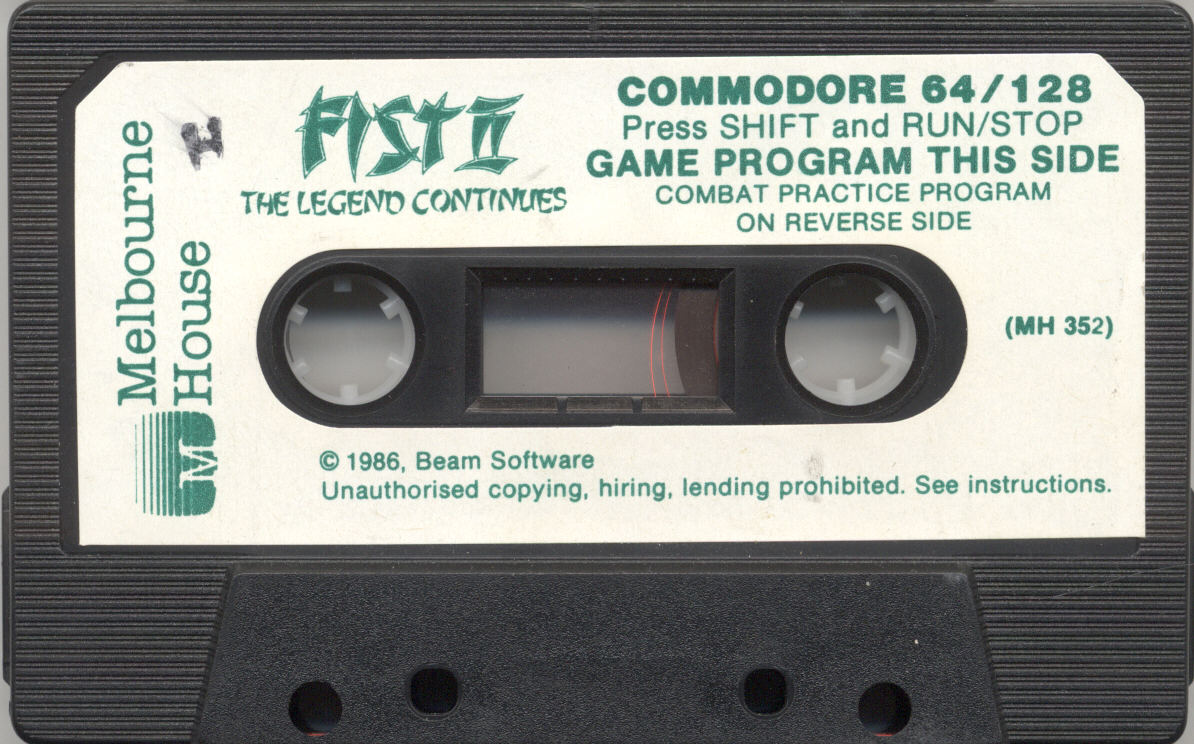 Melbourne
House
M
FIST II
THE LEGEND CONTINUES
COMMODORE 64/128
Press SHIFT and RUN/STOP
GAME PROGRAM THIS SIDE
COMBAT PRACTICE PROGRAM
ON REVERSE SIDE
(MH 352)
© 1986, Beam Software
Unauthorised copying, hiring, lending prohibited. See instructions.